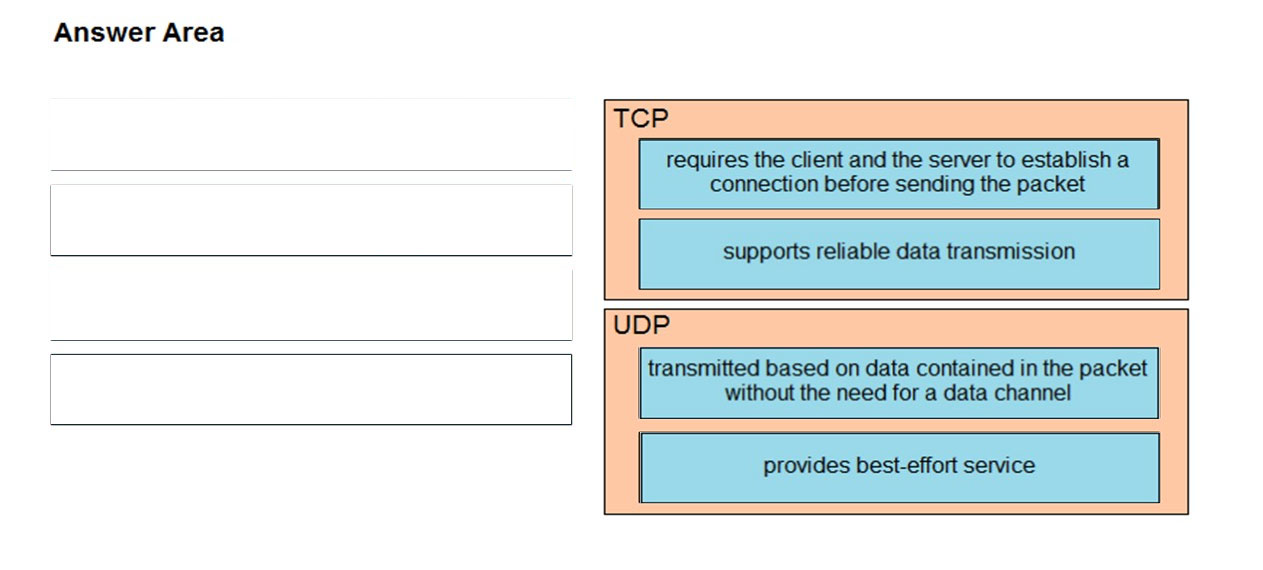 Answer Area
TCP
requires the client and the server to establish a
connection before sending the packet
supports reliable data transmission
UDP
transmitted based on data contained in the packet
without the need for a data channel
provides best-effort service